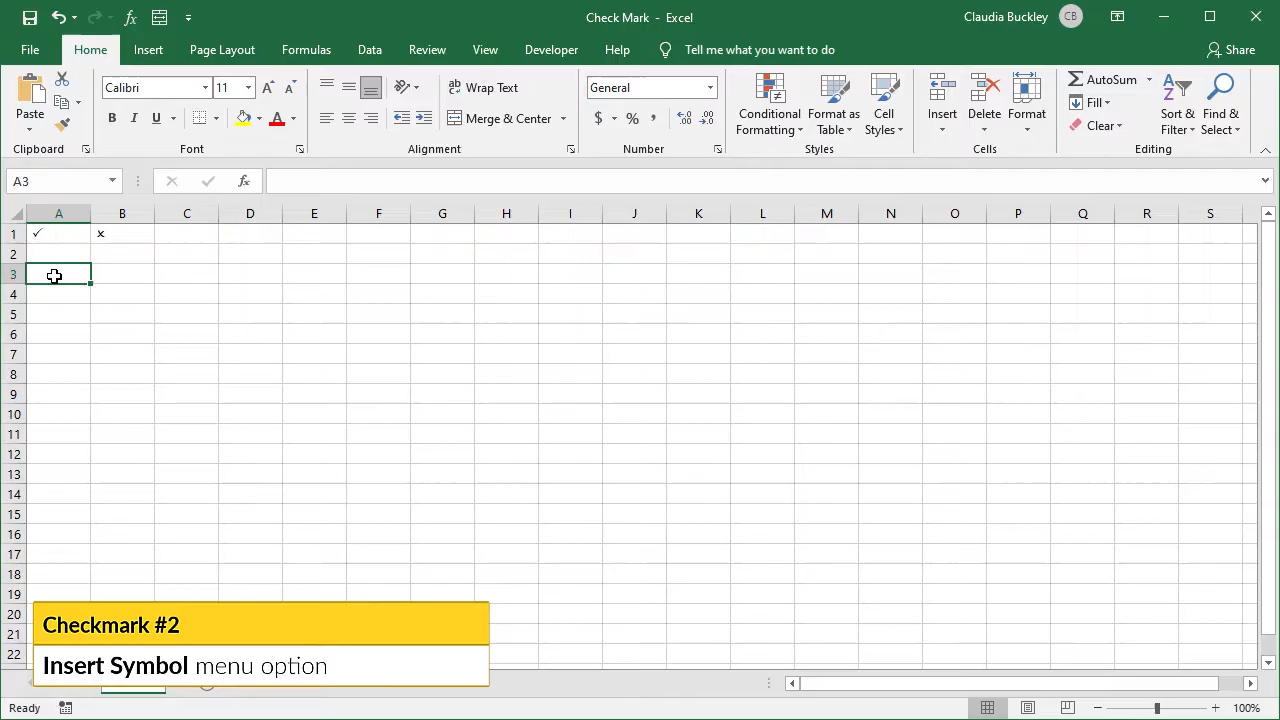 Check Mark - Excel
Claudia Buckley CB
File Home Insert Page Layout Formulas Data Review View Developer Help Tell me what you want to do Share
Paste
Calibri 11
B I U A
Wrap Text
Merge & Center
General
$ % ,
Conditional Formatting
Format as Table
Cell Styles
Insert
Delete
Format
AutoSum
Fill
Clear
Sort & Filter
Find & Select
Clipboard Font Alignment Number Styles Cells Editing
A3 fx
A B C D E F G H I J K L M N O P Q R S
1 ✓ x
2
3
4
5
6
7
8
9
10
11
12
13
14
15
16
17
18
19
20
21
22
Checkmark #2
Insert Symbol menu option
Ready 100%